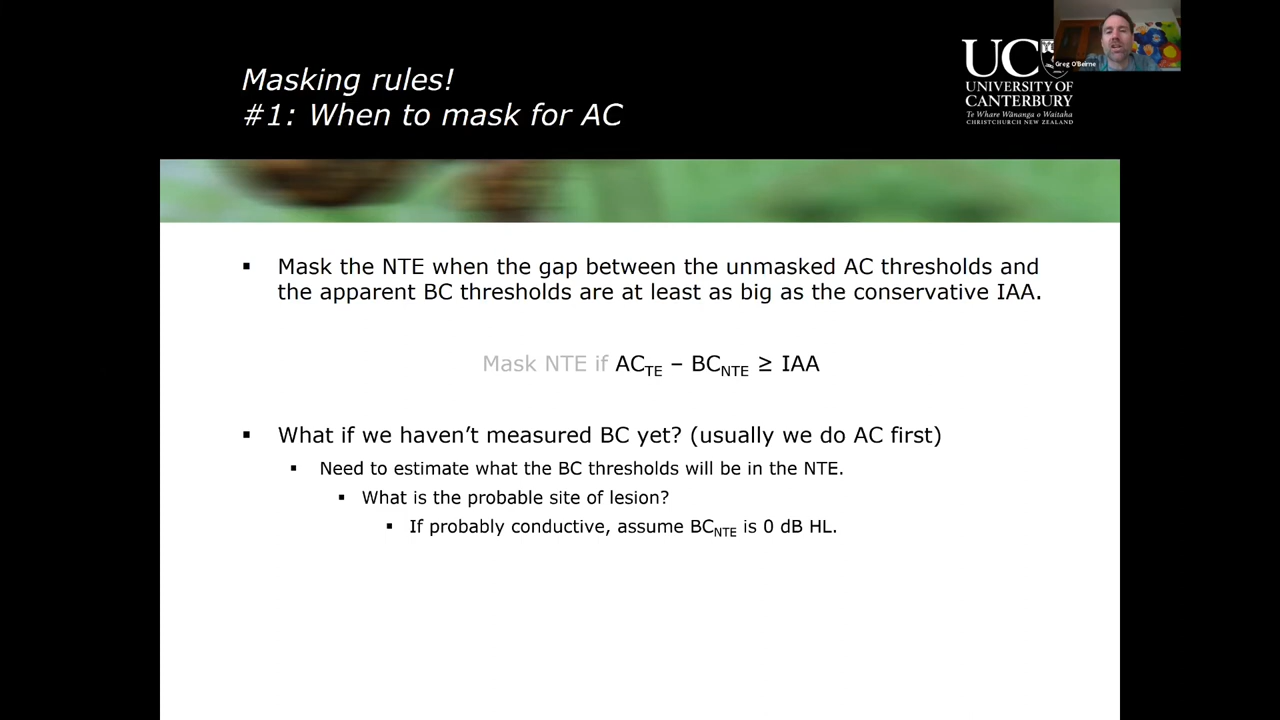 Masking rules!
#1: When to mask for AC
UC
UNIVERSITY OF
CANTERBURY
Te Whare Wānanga o Waitaha
CHRISTCHURCH NEW ZEALAND
Greg O'Beirne
▪ Mask the NTE when the gap between the unmasked AC thresholds and
the apparent BC thresholds are at least as big as the conservative IAA.
Mask NTE if ACTE – BCNTE ≥ IAA
▪ What if we haven’t measured BC yet? (usually we do AC first)
▪ Need to estimate what the BC thresholds will be in the NTE.
▪ What is the probable site of lesion?
▪ If probably conductive, assume BCNTE is 0 dB HL.